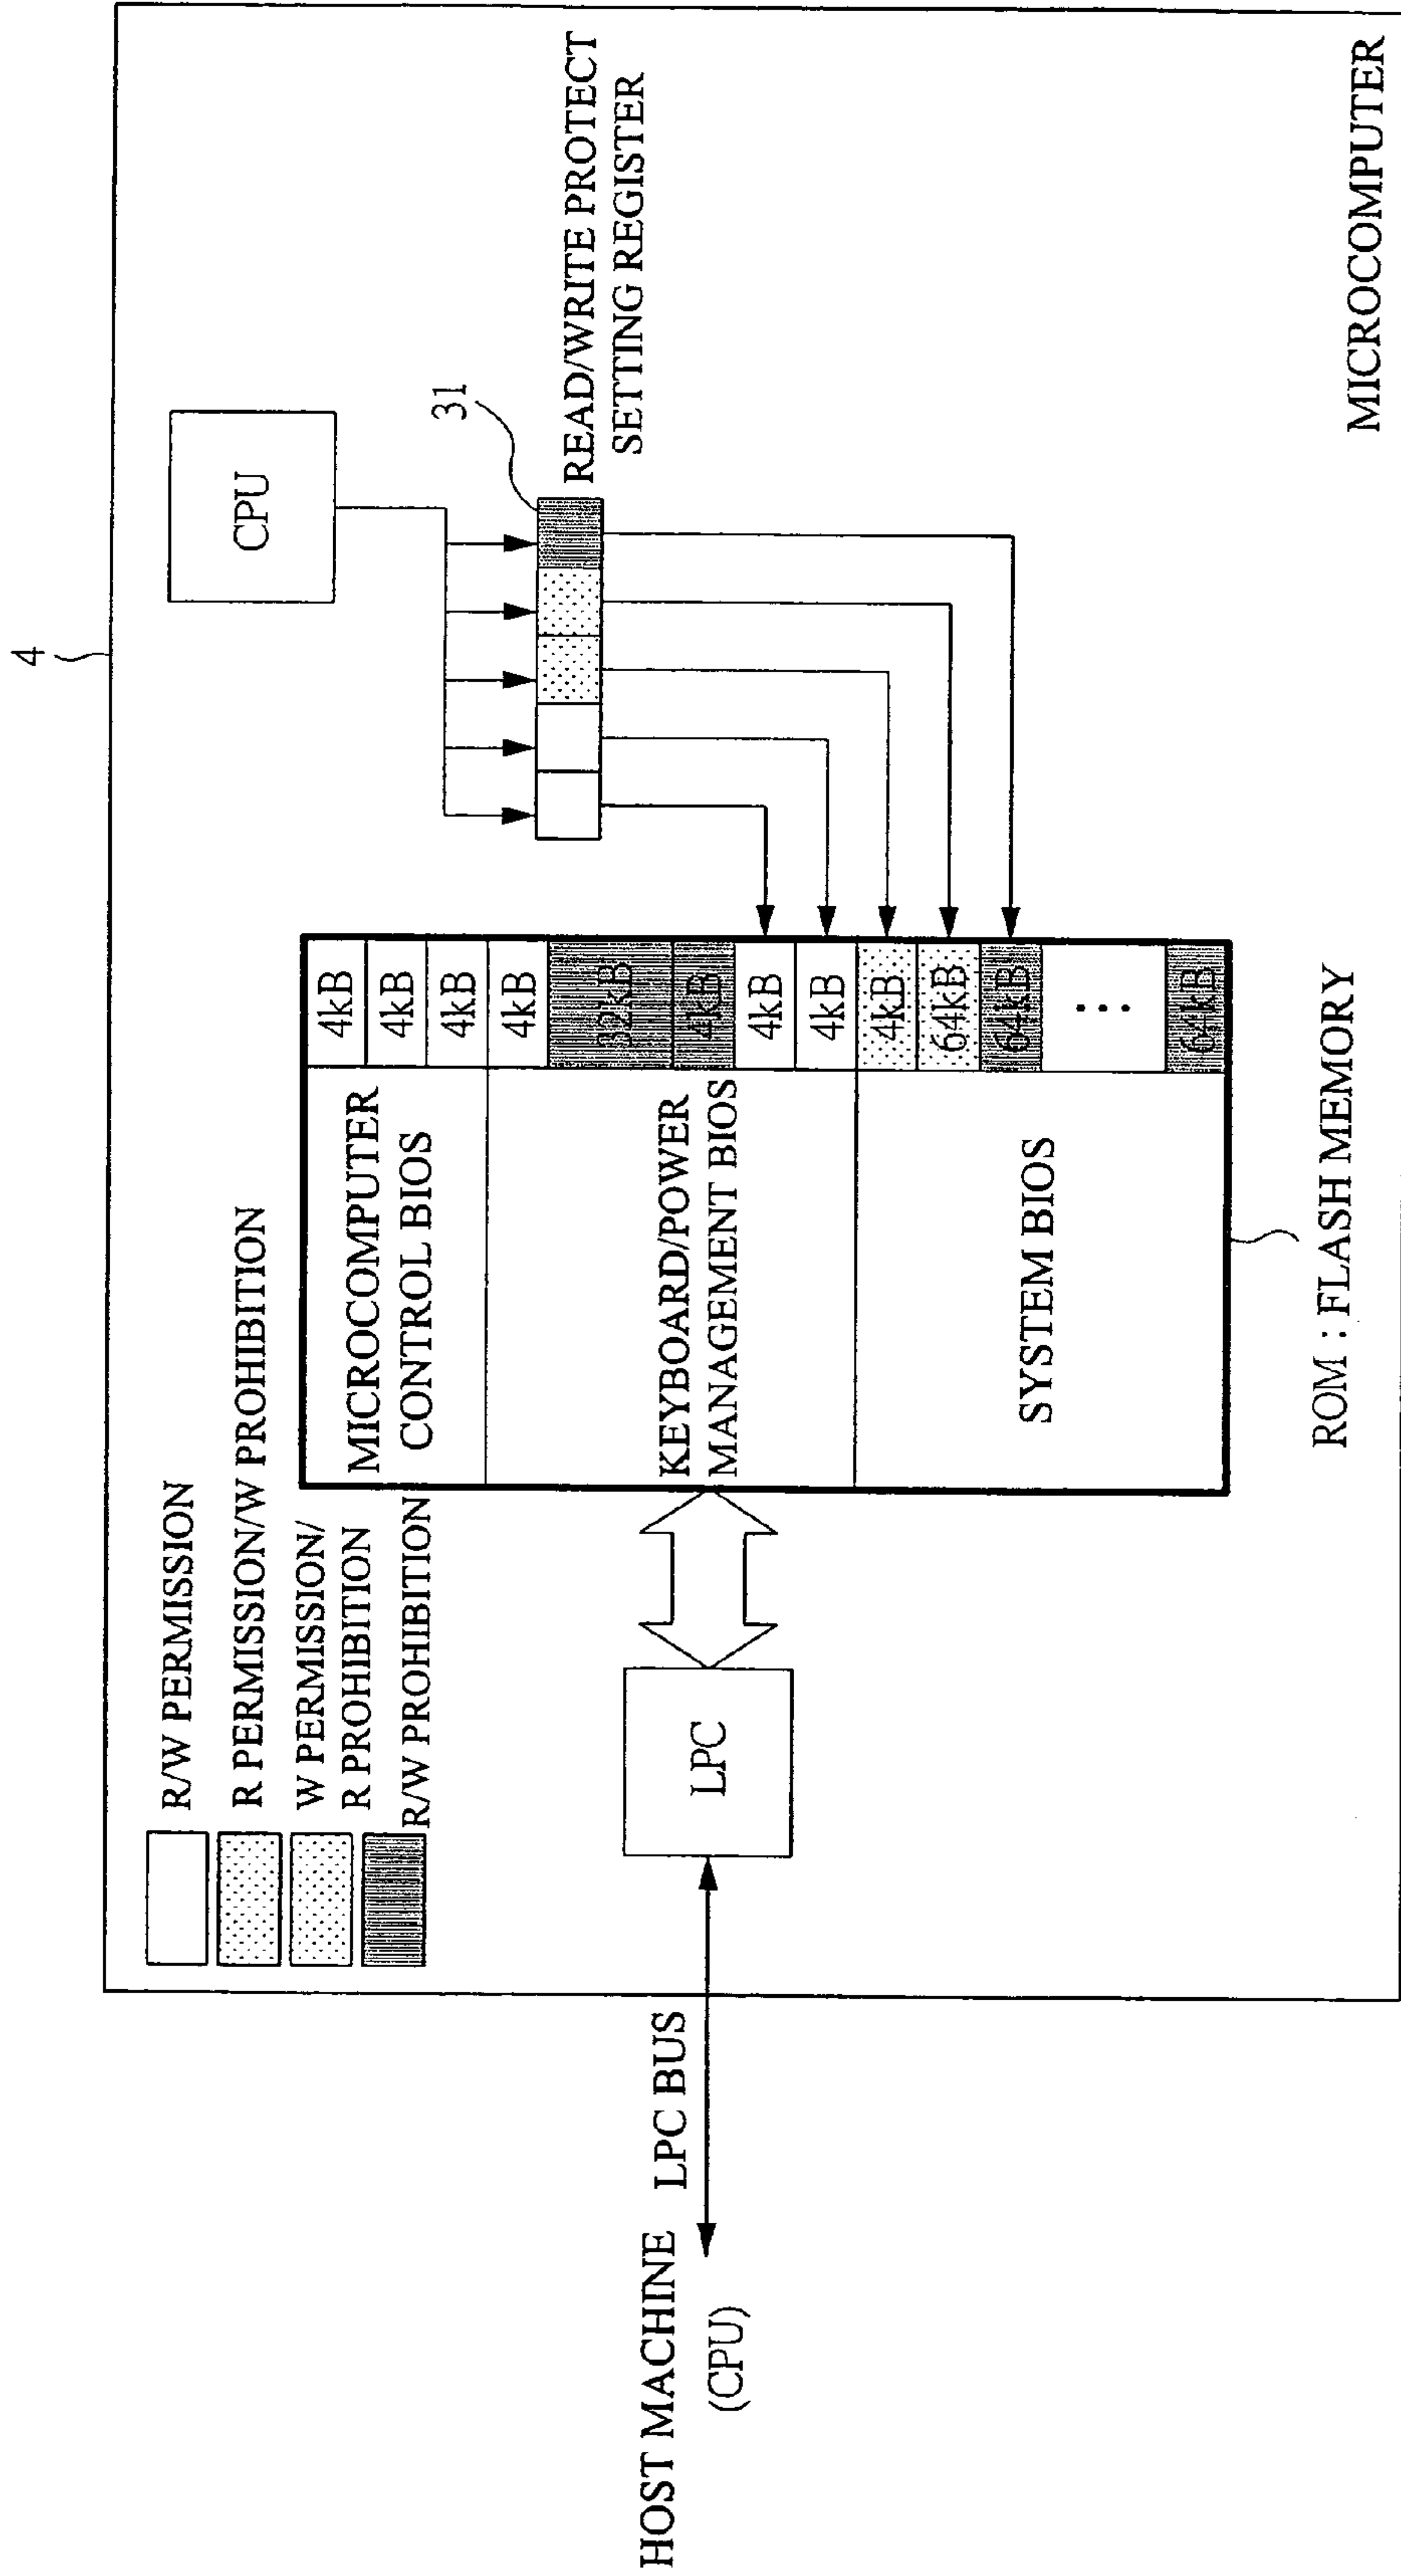 4
R/W PERMISSION
R PERMISSION/W PROHIBITION
W PERMISSION/
R PROHIBITION
R/W PROHIBITION
CPU
31
READ/WRITE PROTECT
SETTING REGISTER
MICROCOMPUTER
CONTROL BIOS
4kB
4kB
4kB
KEYBOARD/POWER
MANAGEMENT BIOS
4kB
32kB
4kB
4kB
4kB
SYSTEM BIOS
4kB
64kB
64kB
⋮
64kB
HOST MACHINE
(CPU)
LPC BUS
LPC
ROM : FLASH MEMORY
MICROCOMPUTER